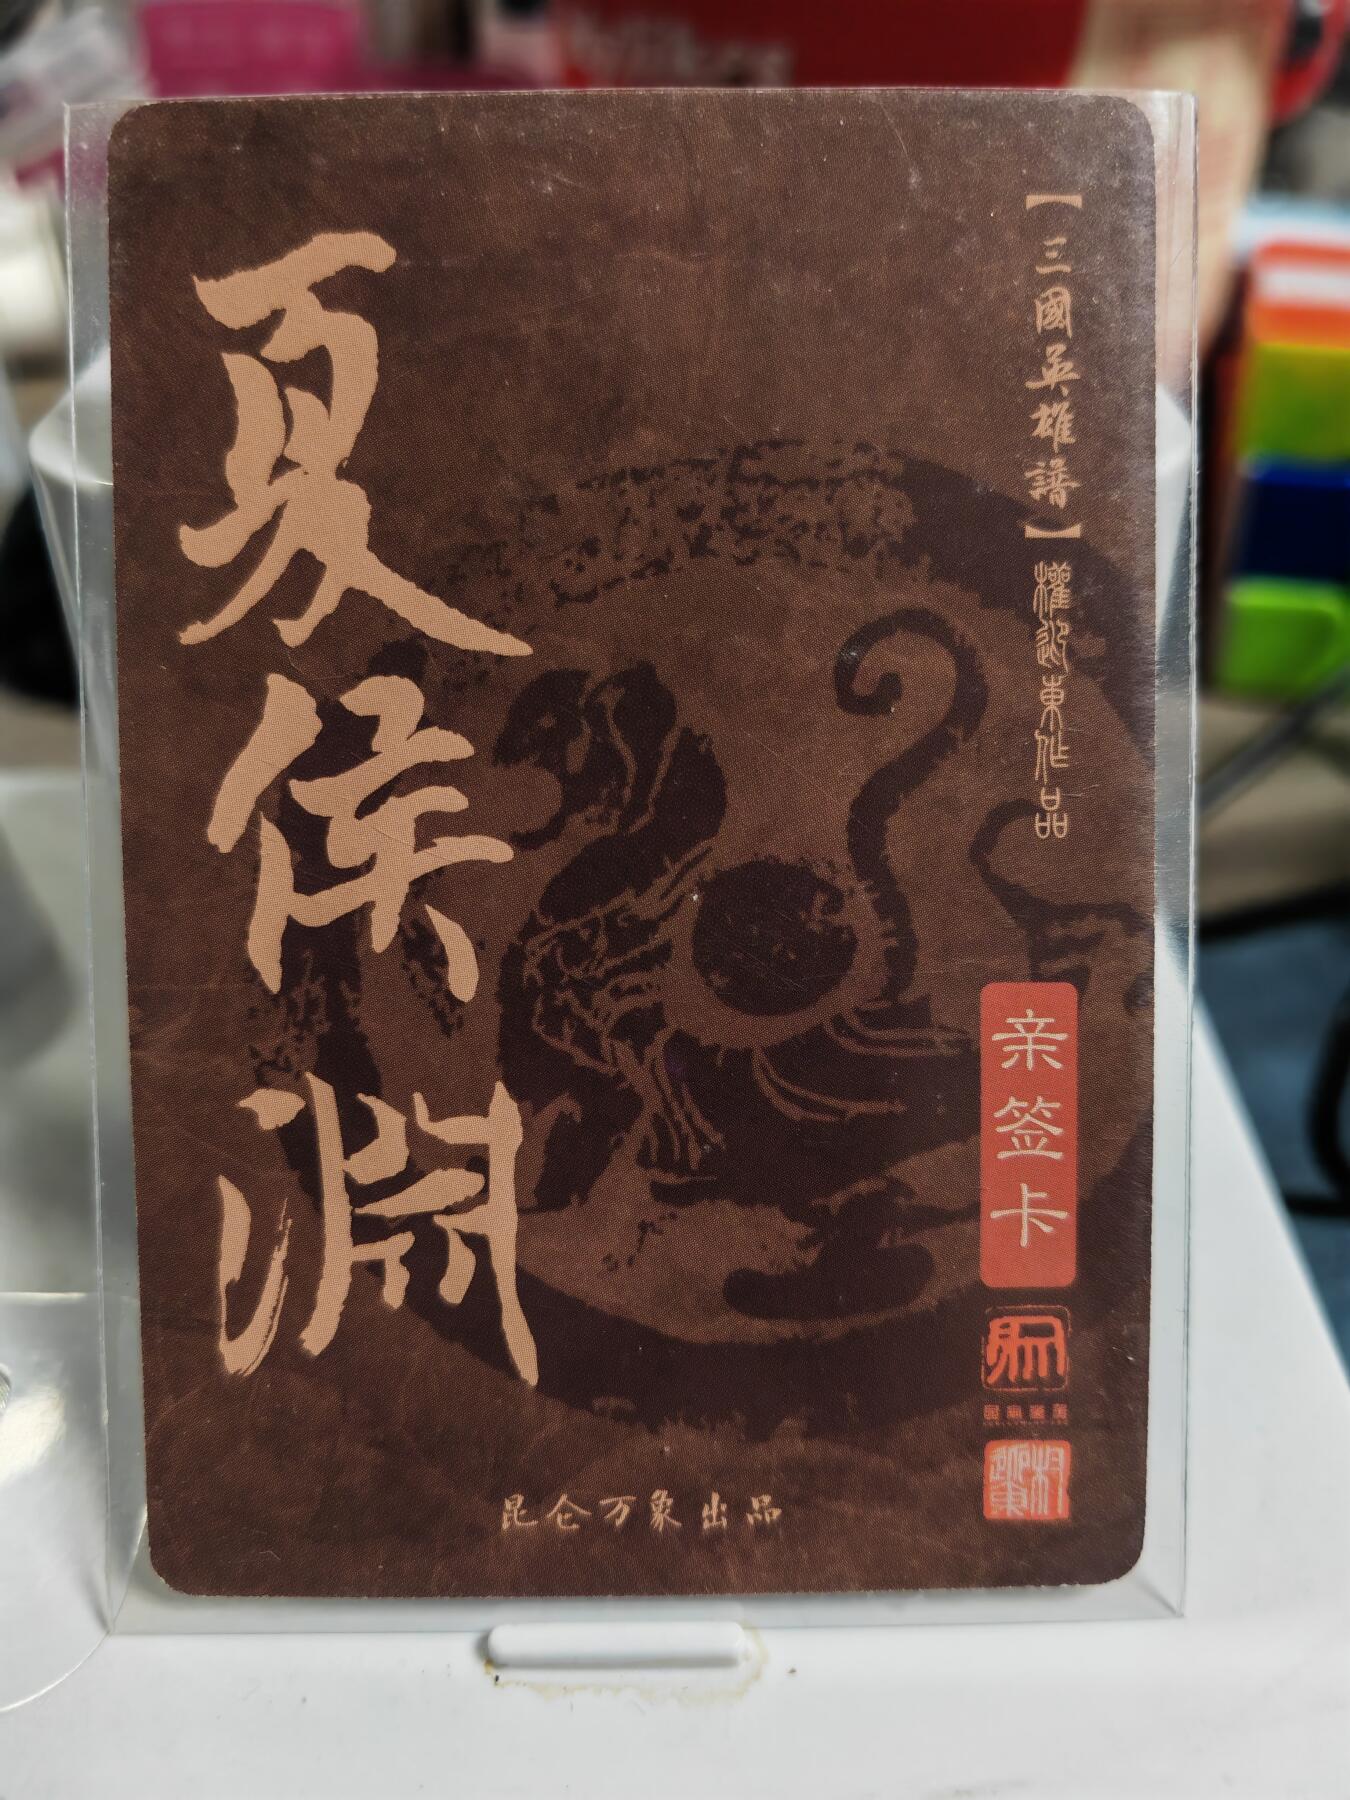 【三國英雄譜】權迎東作品
夏侯淵
亲签卡
昆仑万象出品